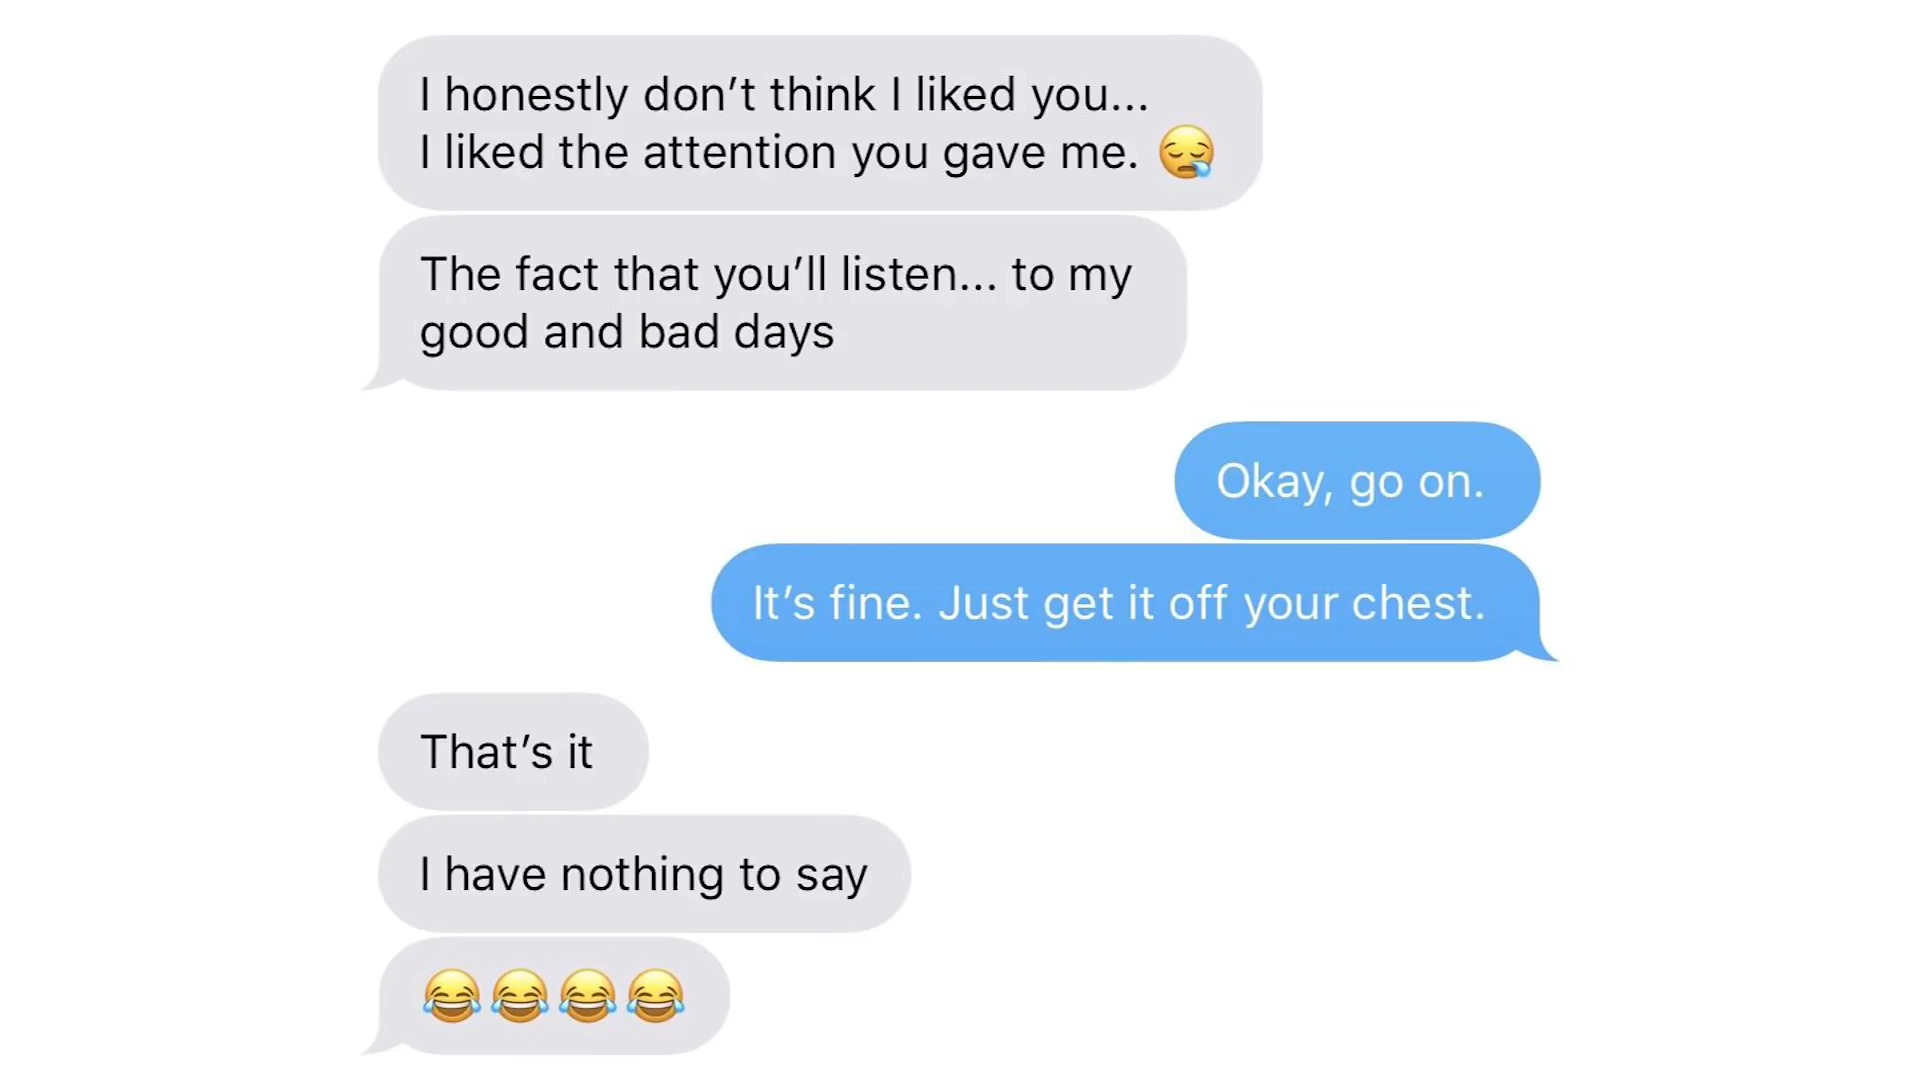 I honestly don’t think I liked you...
I liked the attention you gave me. 😪
The fact that you’ll listen... to my
good and bad days
Okay, go on.
It’s fine. Just get it off your chest.
That’s it
I have nothing to say
😂😂😂😂